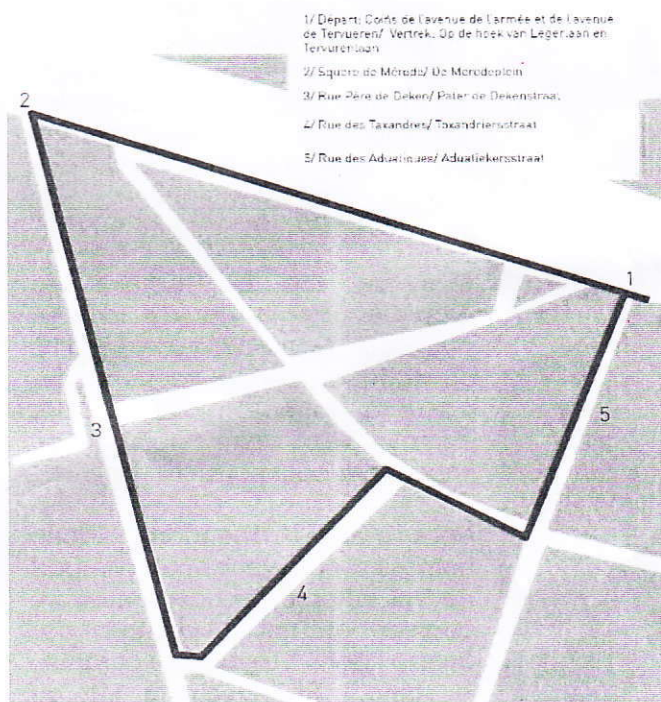 1/ Départ: Coins de l'avenue de l'armée et de l'avenue
de Tervueren/ Vertrek: Op de hoek van Legerlaan en
Tervurenlaan
2/ Square de Mérode/ De Merodeplein
3/ Rue Père de Deken/ Pater de Dekenstraat
4/ Rue des Taxandres/ Toxandriersstraat
5/ Rue des Aduatiques/ Aduatiekersstraat
2
1
5
3
4